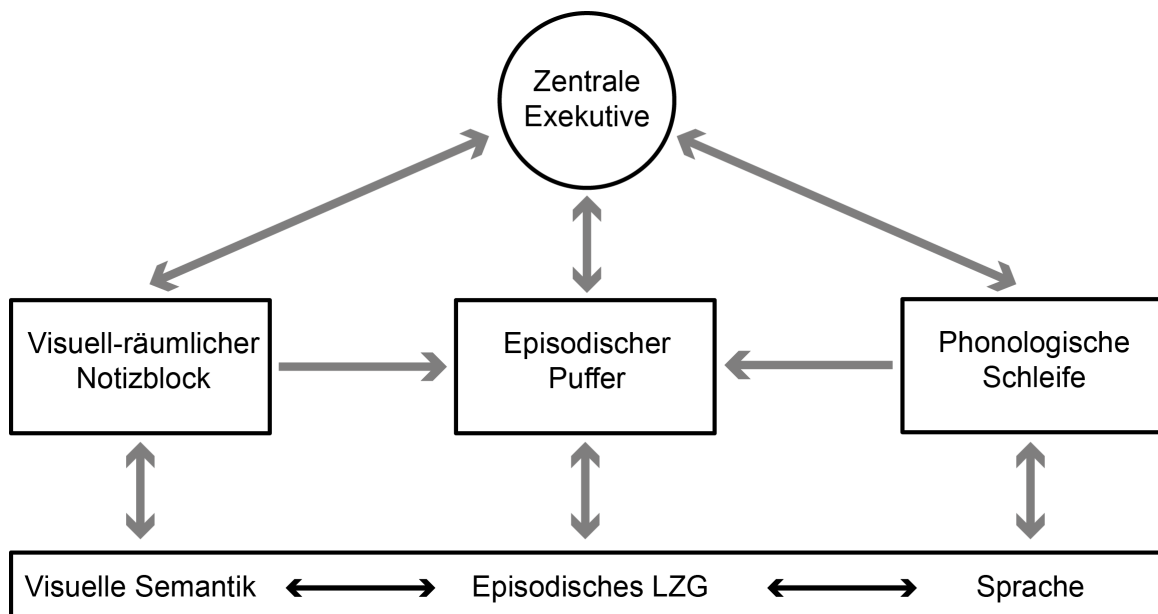 Zentrale
Exekutive
Visuell-räumlicher
Notizblock
Episodischer
Puffer
Phonologische
Schleife
Visuelle Semantik
Episodisches LZG
Sprache